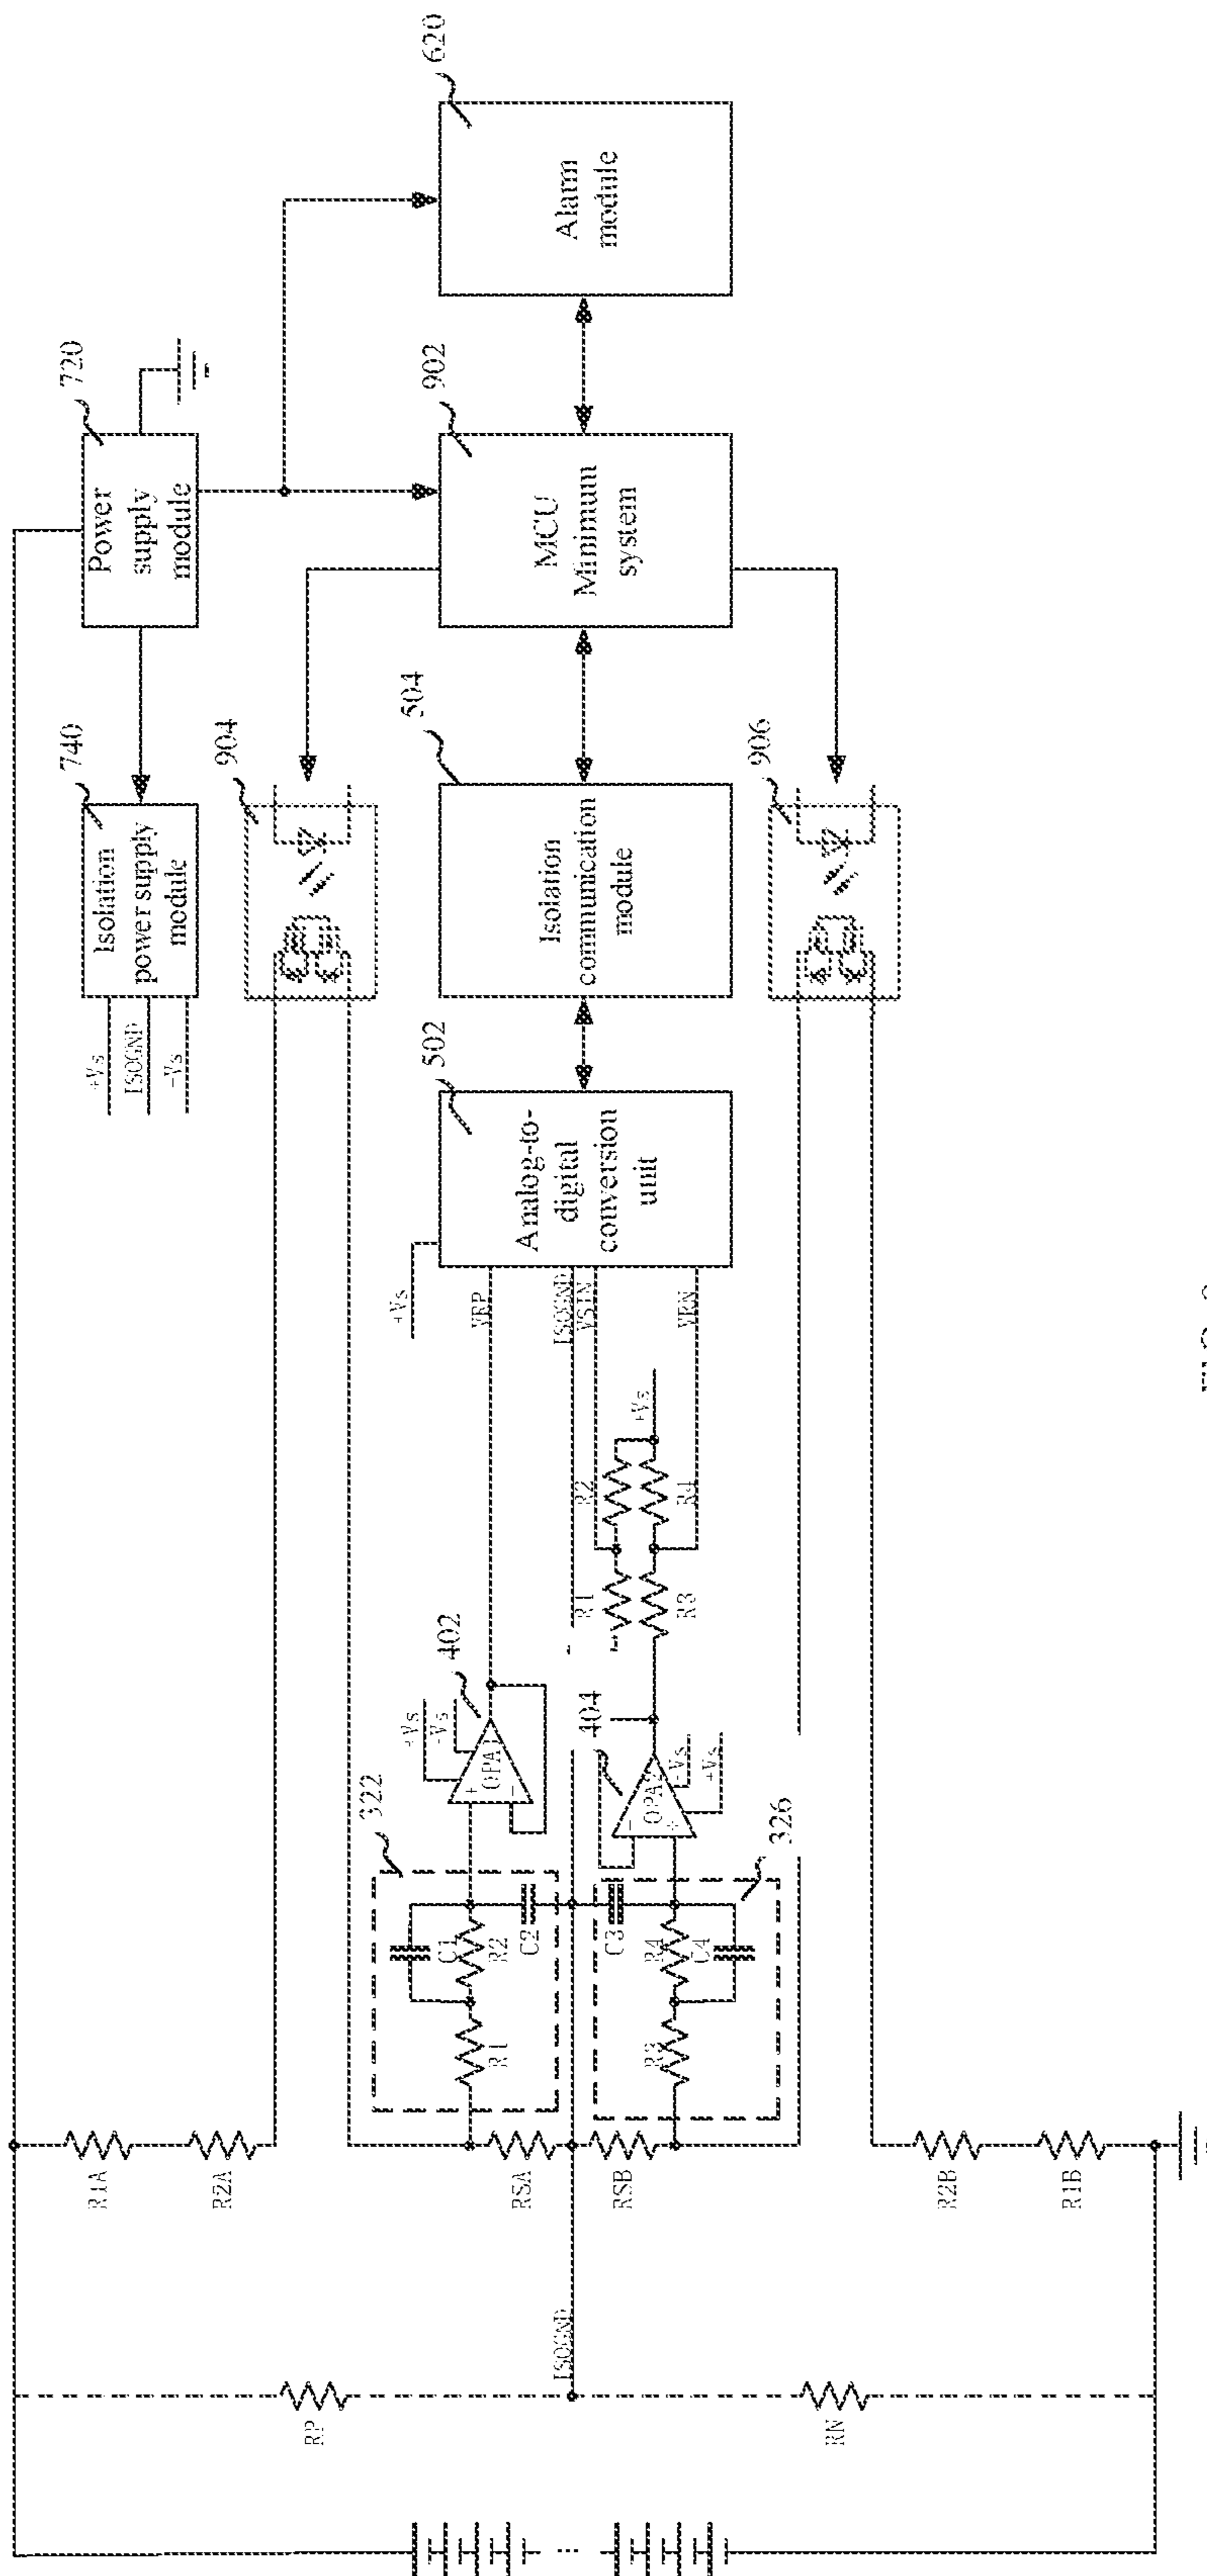 720
Power
supply
module
740
Isolation
power supply
module
+Vs
ISOGND
-Vs
904
620
Alarm
module
902
MCU
Minimum
system
504
Isolation
communication
module
502
Analog-to-
digital
conversion
unit
906
+Vs
VRP
ISOGND
VSIN
VRN
+Vs
R2
R4
R1
R3
402
+Vs
-Vs
OPA1
+
-
404
OPA2
-
+
-Vs
+Vs
322
C1
R2
C2
R1
326
C3
R4
C4
R3
R1A
R2A
RSA
RSB
R2B
R1B
ISOGND
RP
RN
...